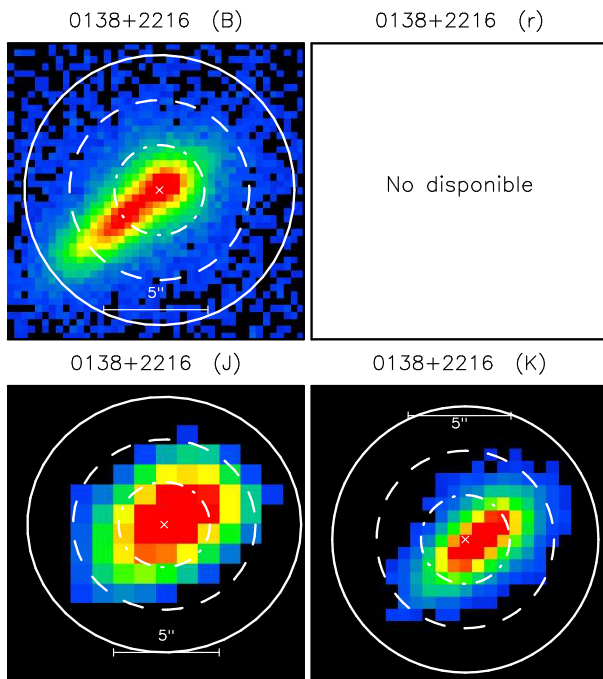 0138+2216 (B)
0138+2216 (r)
5"
No disponible
0138+2216 (J)
0138+2216 (K)
5"
5"